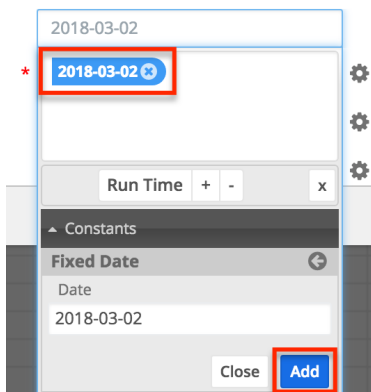 2018-03-02
* 2018-03-02
Run Time + - x
Constants
Fixed Date
Date
2018-03-02
Close Add